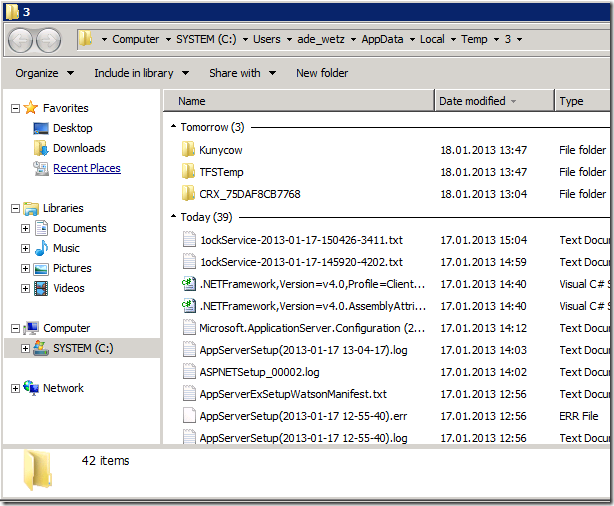 3
Computer SYSTEM (C:) Users ade_wetz AppData Local Temp 3
Organize Include in library Share with New folder
Favorites
Desktop
Downloads
Recent Places
Libraries
Documents
Music
Pictures
Videos
Computer
SYSTEM (C:)
Network
Name Date modified Type
Tomorrow (3)
Kunycow 18.01.2013 13:47 File folder
TFSTemp 18.01.2013 13:47 File folder
CRX_75DAF8CB7768 18.01.2013 13:04 File folder
Today (39)
1ockService-2013-01-17-150426-3411.txt 17.01.2013 15:04 Text Docu
1ockService-2013-01-17-145920-4202.txt 17.01.2013 14:59 Text Docu
.NETFramework,Version=v4.0,Profile=Client... 17.01.2013 14:40 Visual C# S
.NETFramework,Version=v4.0.AssemblyAttri... 17.01.2013 14:40 Visual C# S
Microsoft.ApplicationServer.Configuration (2... 17.01.2013 14:12 Text Docu
AppServerSetup(2013-01-17 13-04-17).log 17.01.2013 14:03 Text Docu
ASPNETSetup_00002.log 17.01.2013 14:02 Text Docu
AppServerExSetupWatsonManifest.txt 17.01.2013 12:56 Text Docu
AppServerSetup(2013-01-17 12-55-40).err 17.01.2013 12:56 ERR File
AppServerSetup(2013-01-17 12-55-40).log 17.01.2013 12:56 Text Docu
42 items